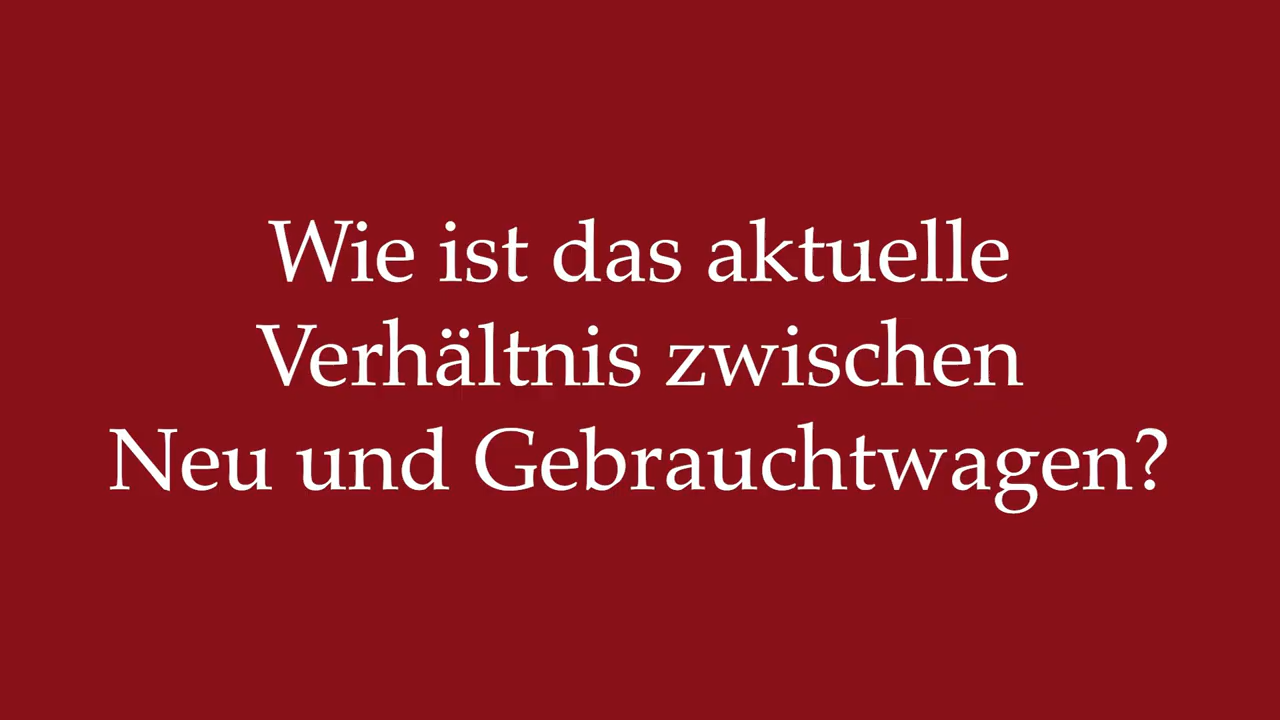 Wie ist das aktuelle
Verhältnis zwischen
Neu und Gebrauchtwagen?